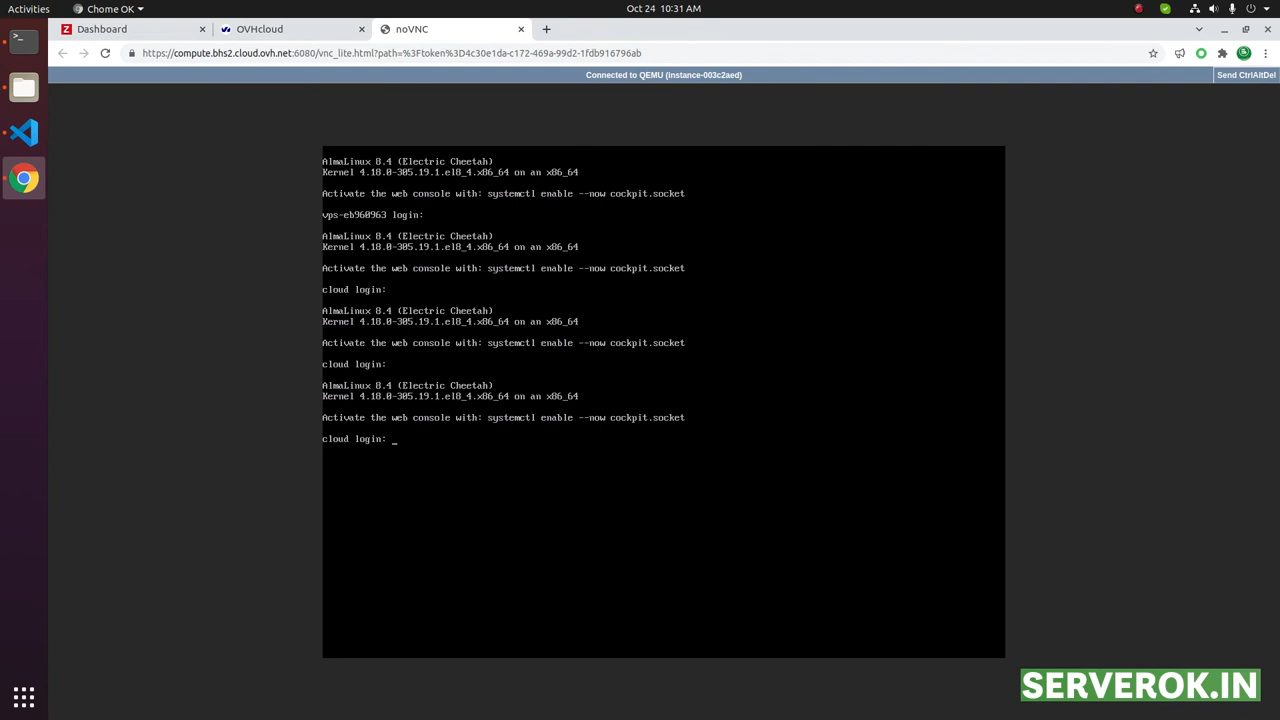 Activities
Chome OK
Oct 24 10:31 AM
Dashboard
OVHcloud
noVNC
https://compute.bhs2.cloud.ovh.net:6080/vnc_lite.html?path=%3Ftoken%3D4c30e1da-c172-469a-99d2-1fdb916796ab
Connected to QEMU (instance-003c2aed)
Send CtrlAltDel
AlmaLinux 8.4 (Electric Cheetah)
Kernel 4.18.0-305.19.1.el8_4.x86_64 on an x86_64
Activate the web console with: systemctl enable --now cockpit.socket
vps-eb960963 login:
AlmaLinux 8.4 (Electric Cheetah)
Kernel 4.18.0-305.19.1.el8_4.x86_64 on an x86_64
Activate the web console with: systemctl enable --now cockpit.socket
cloud login:
AlmaLinux 8.4 (Electric Cheetah)
Kernel 4.18.0-305.19.1.el8_4.x86_64 on an x86_64
Activate the web console with: systemctl enable --now cockpit.socket
cloud login:
AlmaLinux 8.4 (Electric Cheetah)
Kernel 4.18.0-305.19.1.el8_4.x86_64 on an x86_64
Activate the web console with: systemctl enable --now cockpit.socket
cloud login: _
SERVEROK.IN